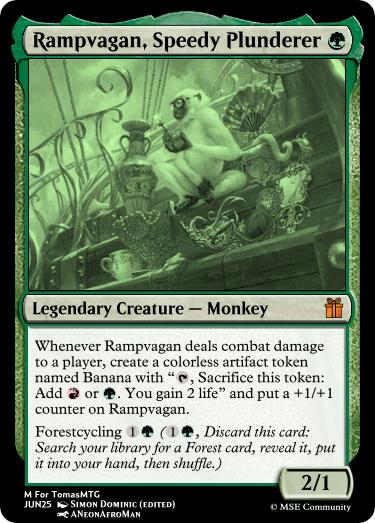 Rampvagan, Speedy Plunderer
Legendary Creature — Monkey
Whenever Rampvagan deals combat damage
to a player, create a colorless artifact token
named Banana with “, Sacrifice this token:
Add or . You gain 2 life” and put a +1/+1
counter on Rampvagan.
Forestcycling 1 (1, Discard this card:
Search your library for a Forest card, reveal it, put
it into your hand, then shuffle.)
2/1
M For TomasMTG
JUN25 Simon Dominic (edited)
ANeonAfroMan
© MSE Community